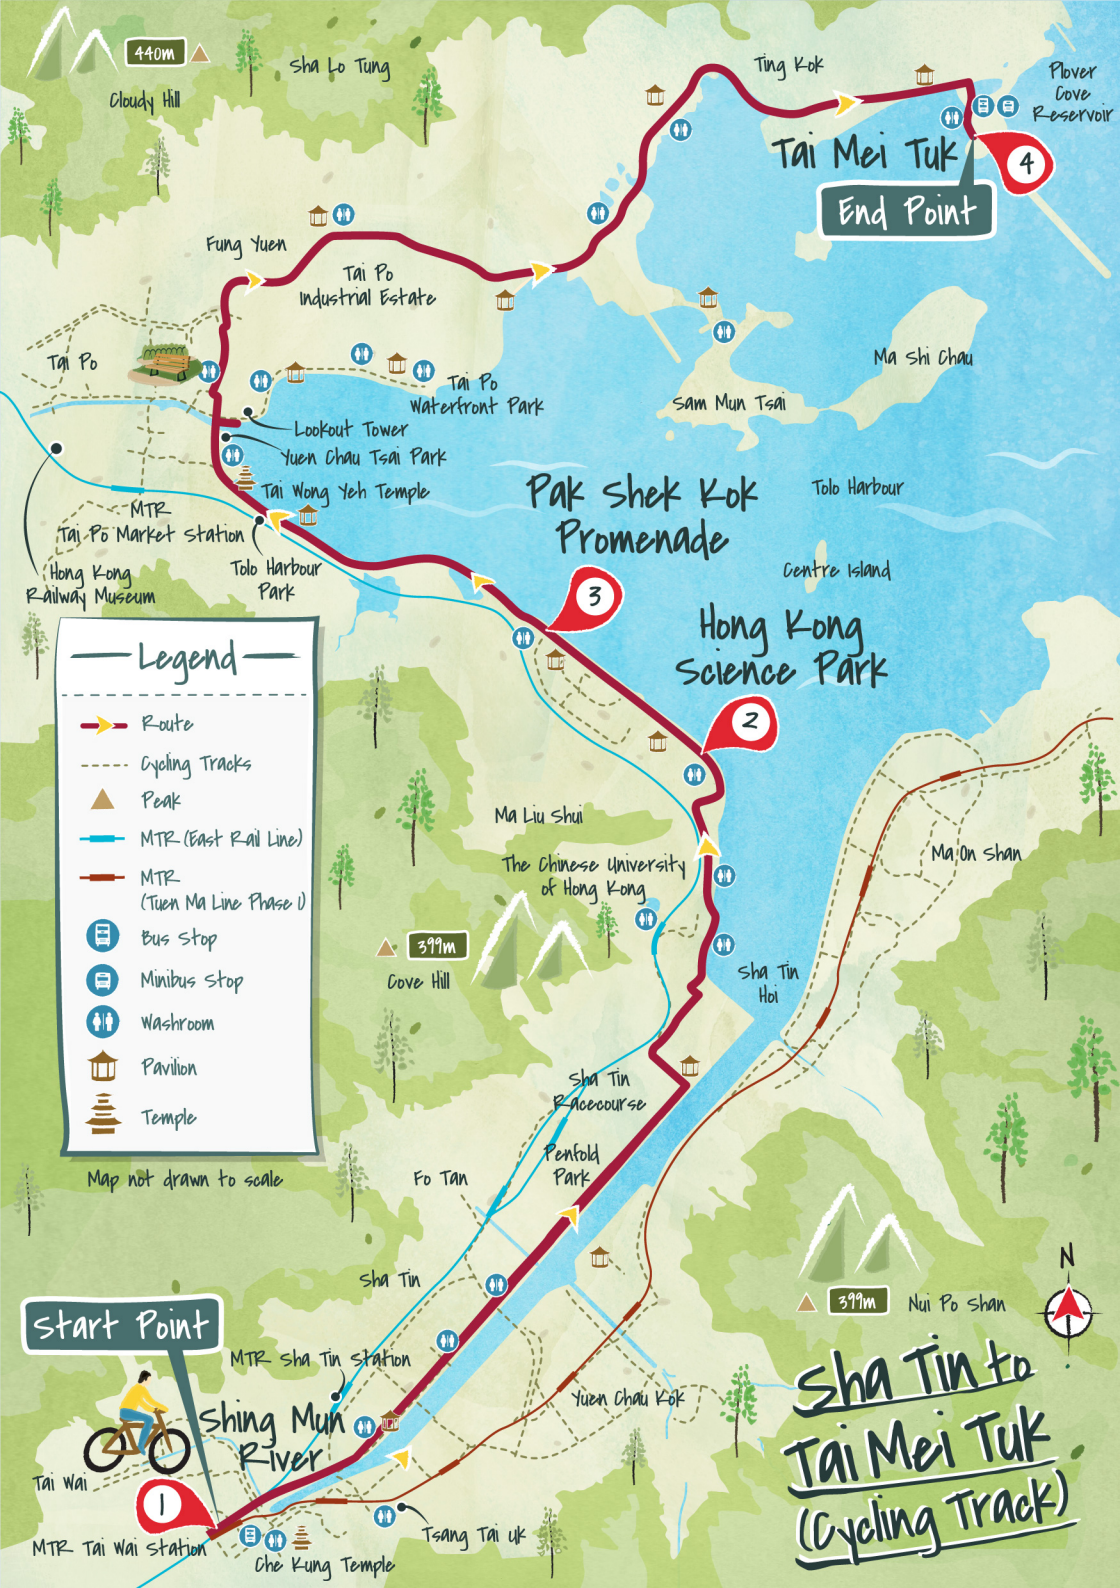 440m
Cloudy Hill
Sha Lo Tung
Ting Kok
Plover
Cove
Reservoir
Tai Mei Tuk
4
End Point
Fung Yuen
Tai Po
Industrial Estate
Tai Po
Tai Po
Waterfront Park
Ma Shi Chau
Sam Mun Tsai
Lookout Tower
Yuen Chau Tsai Park
Tai Wong Yeh Temple
Pak Shek Kok
Promenade
Tolo Harbour
MTR
Tai Po Market Station
Hong Kong
Railway Museum
Tolo Harbour
Park
Centre Island
3
Hong Kong
Science Park
2
Legend
Route
Cycling Tracks
Peak
MTR (East Rail Line)
MTR
(Tuen Ma Line Phase 1)
Bus Stop
Minibus Stop
Washroom
Pavilion
Temple
Map not drawn to scale
Ma Liu Shui
The Chinese University
of Hong Kong
Ma On Shan
399m
Cove Hill
Sha Tin
Hoi
Sha Tin
Racecourse
Penfold
Park
Fo Tan
Sha Tin
399m
Nui Po Shan
N
Start Point
MTR Sha Tin Station
Shing Mun
River
Yuen Chau Kok
Tai Wai
1
MTR Tai Wai Station
Che Kung Temple
Tsang Tai Uk
Sha Tin to
Tai Mei Tuk
(Cycling Track)